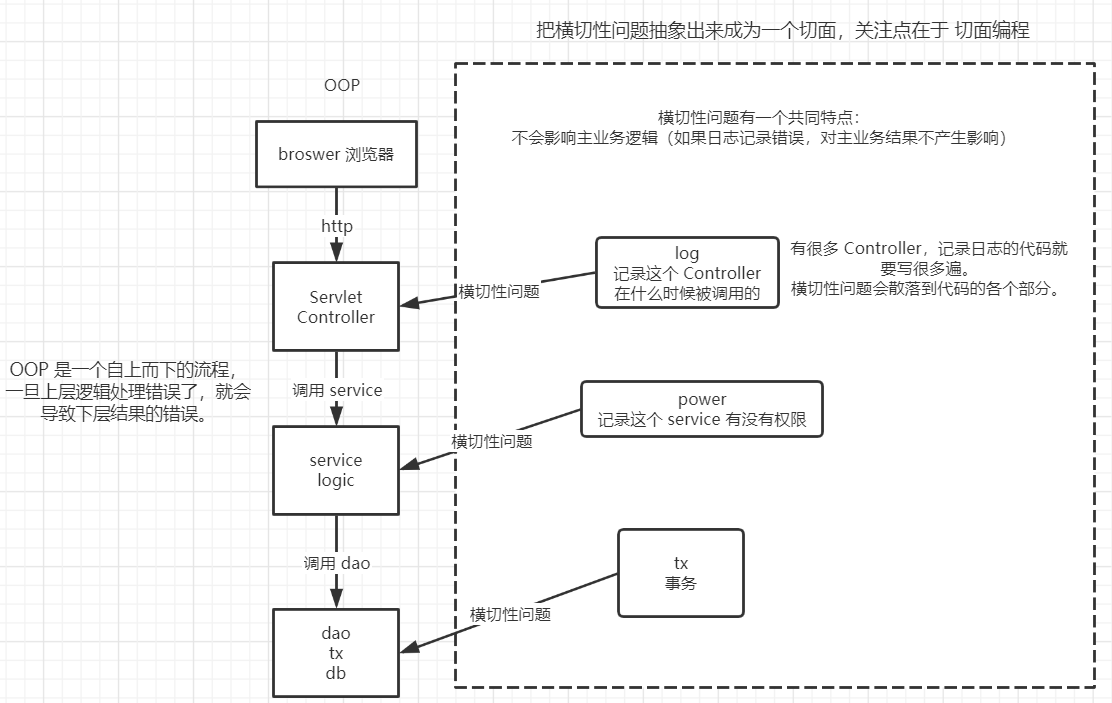 把横切性问题抽象出来成为一个切面，关注点在于 切面编程
OOP
横切性问题有一个共同特点：
不会影响主业务逻辑（如果日志记录错误，对主业务结果不产生影响）
broswer 浏览器
http
log
记录这个 Controller
在什么时候被调用的
有很多 Controller，记录日志的代码就
要写很多遍。
横切性问题会散落到代码的各个部分。
横切性问题
Servlet
Controller
OOP 是一个自上而下的流程，
一旦上层逻辑处理错误了，就会
导致下层结果的错误。
调用 service
power
记录这个 service 有没有权限
横切性问题
service
logic
调用 dao
tx
事务
横切性问题
dao
tx
db